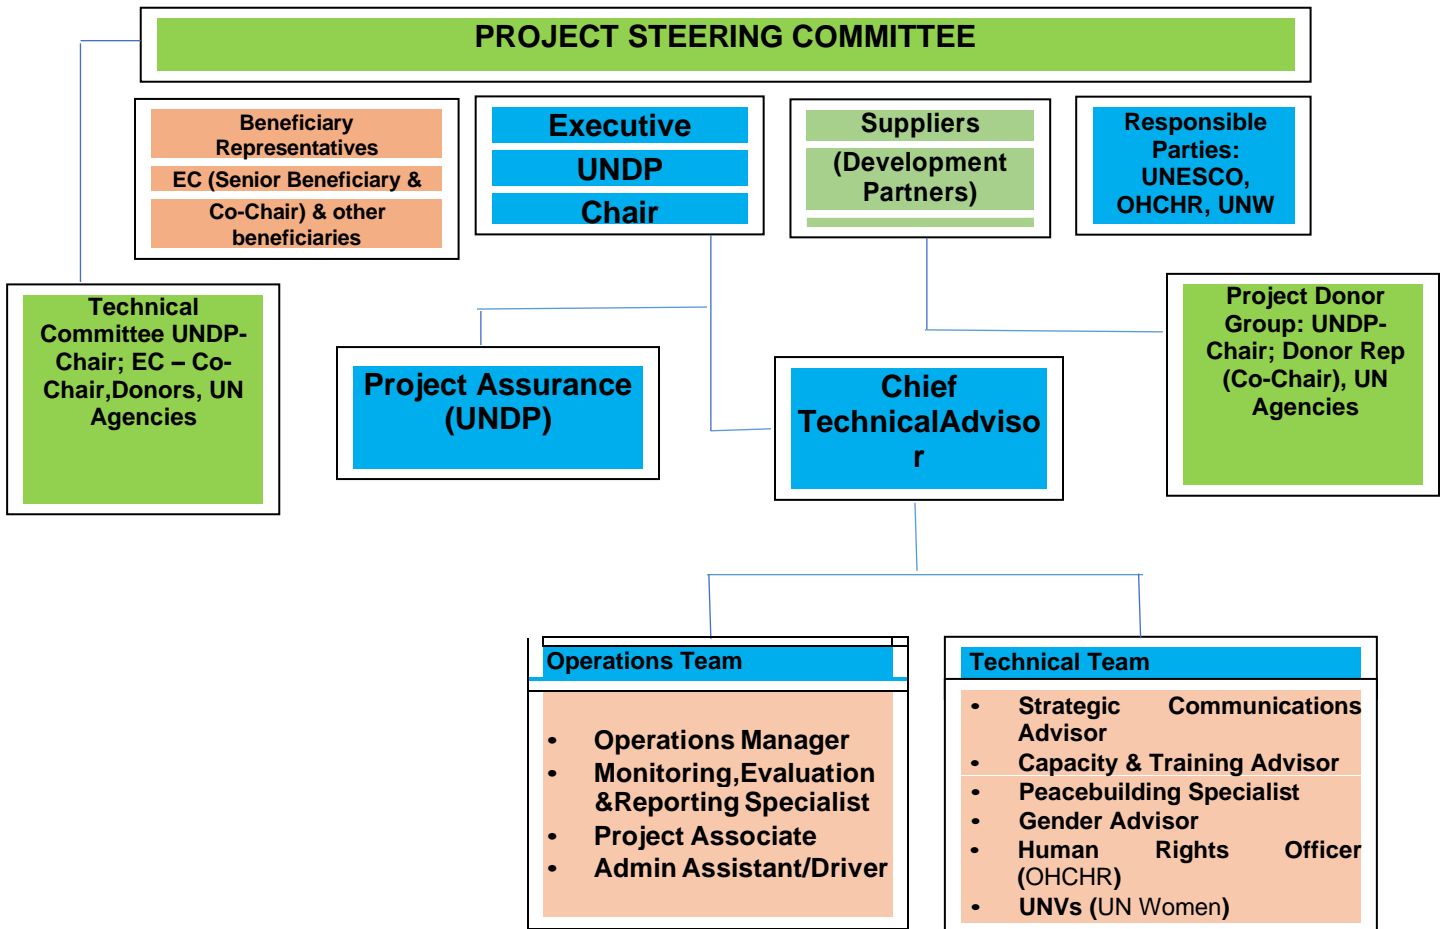 PROJECT STEERING COMMITTEE
Beneficiary
Representatives
EC (Senior Beneficiary &
Co-Chair) & other
beneficiaries
Executive
UNDP
Chair
Suppliers
(Development
Partners)
Responsible
Parties:
UNESCO,
OHCHR, UNW
Technical
Committee UNDP-
Chair; EC – Co-
Chair,Donors, UN
Agencies
Project Assurance
(UNDP)
Chief
TechnicalAdviso
r
Project Donor
Group: UNDP-
Chair; Donor Rep
(Co-Chair), UN
Agencies
Operations Team
• Operations Manager
• Monitoring,Evaluation
&Reporting Specialist
• Project Associate
• Admin Assistant/Driver
Technical Team
• Strategic Communications
Advisor
• Capacity & Training Advisor
• Peacebuilding Specialist
• Gender Advisor
• Human Rights Officer
(OHCHR)
• UNVs (UN Women)